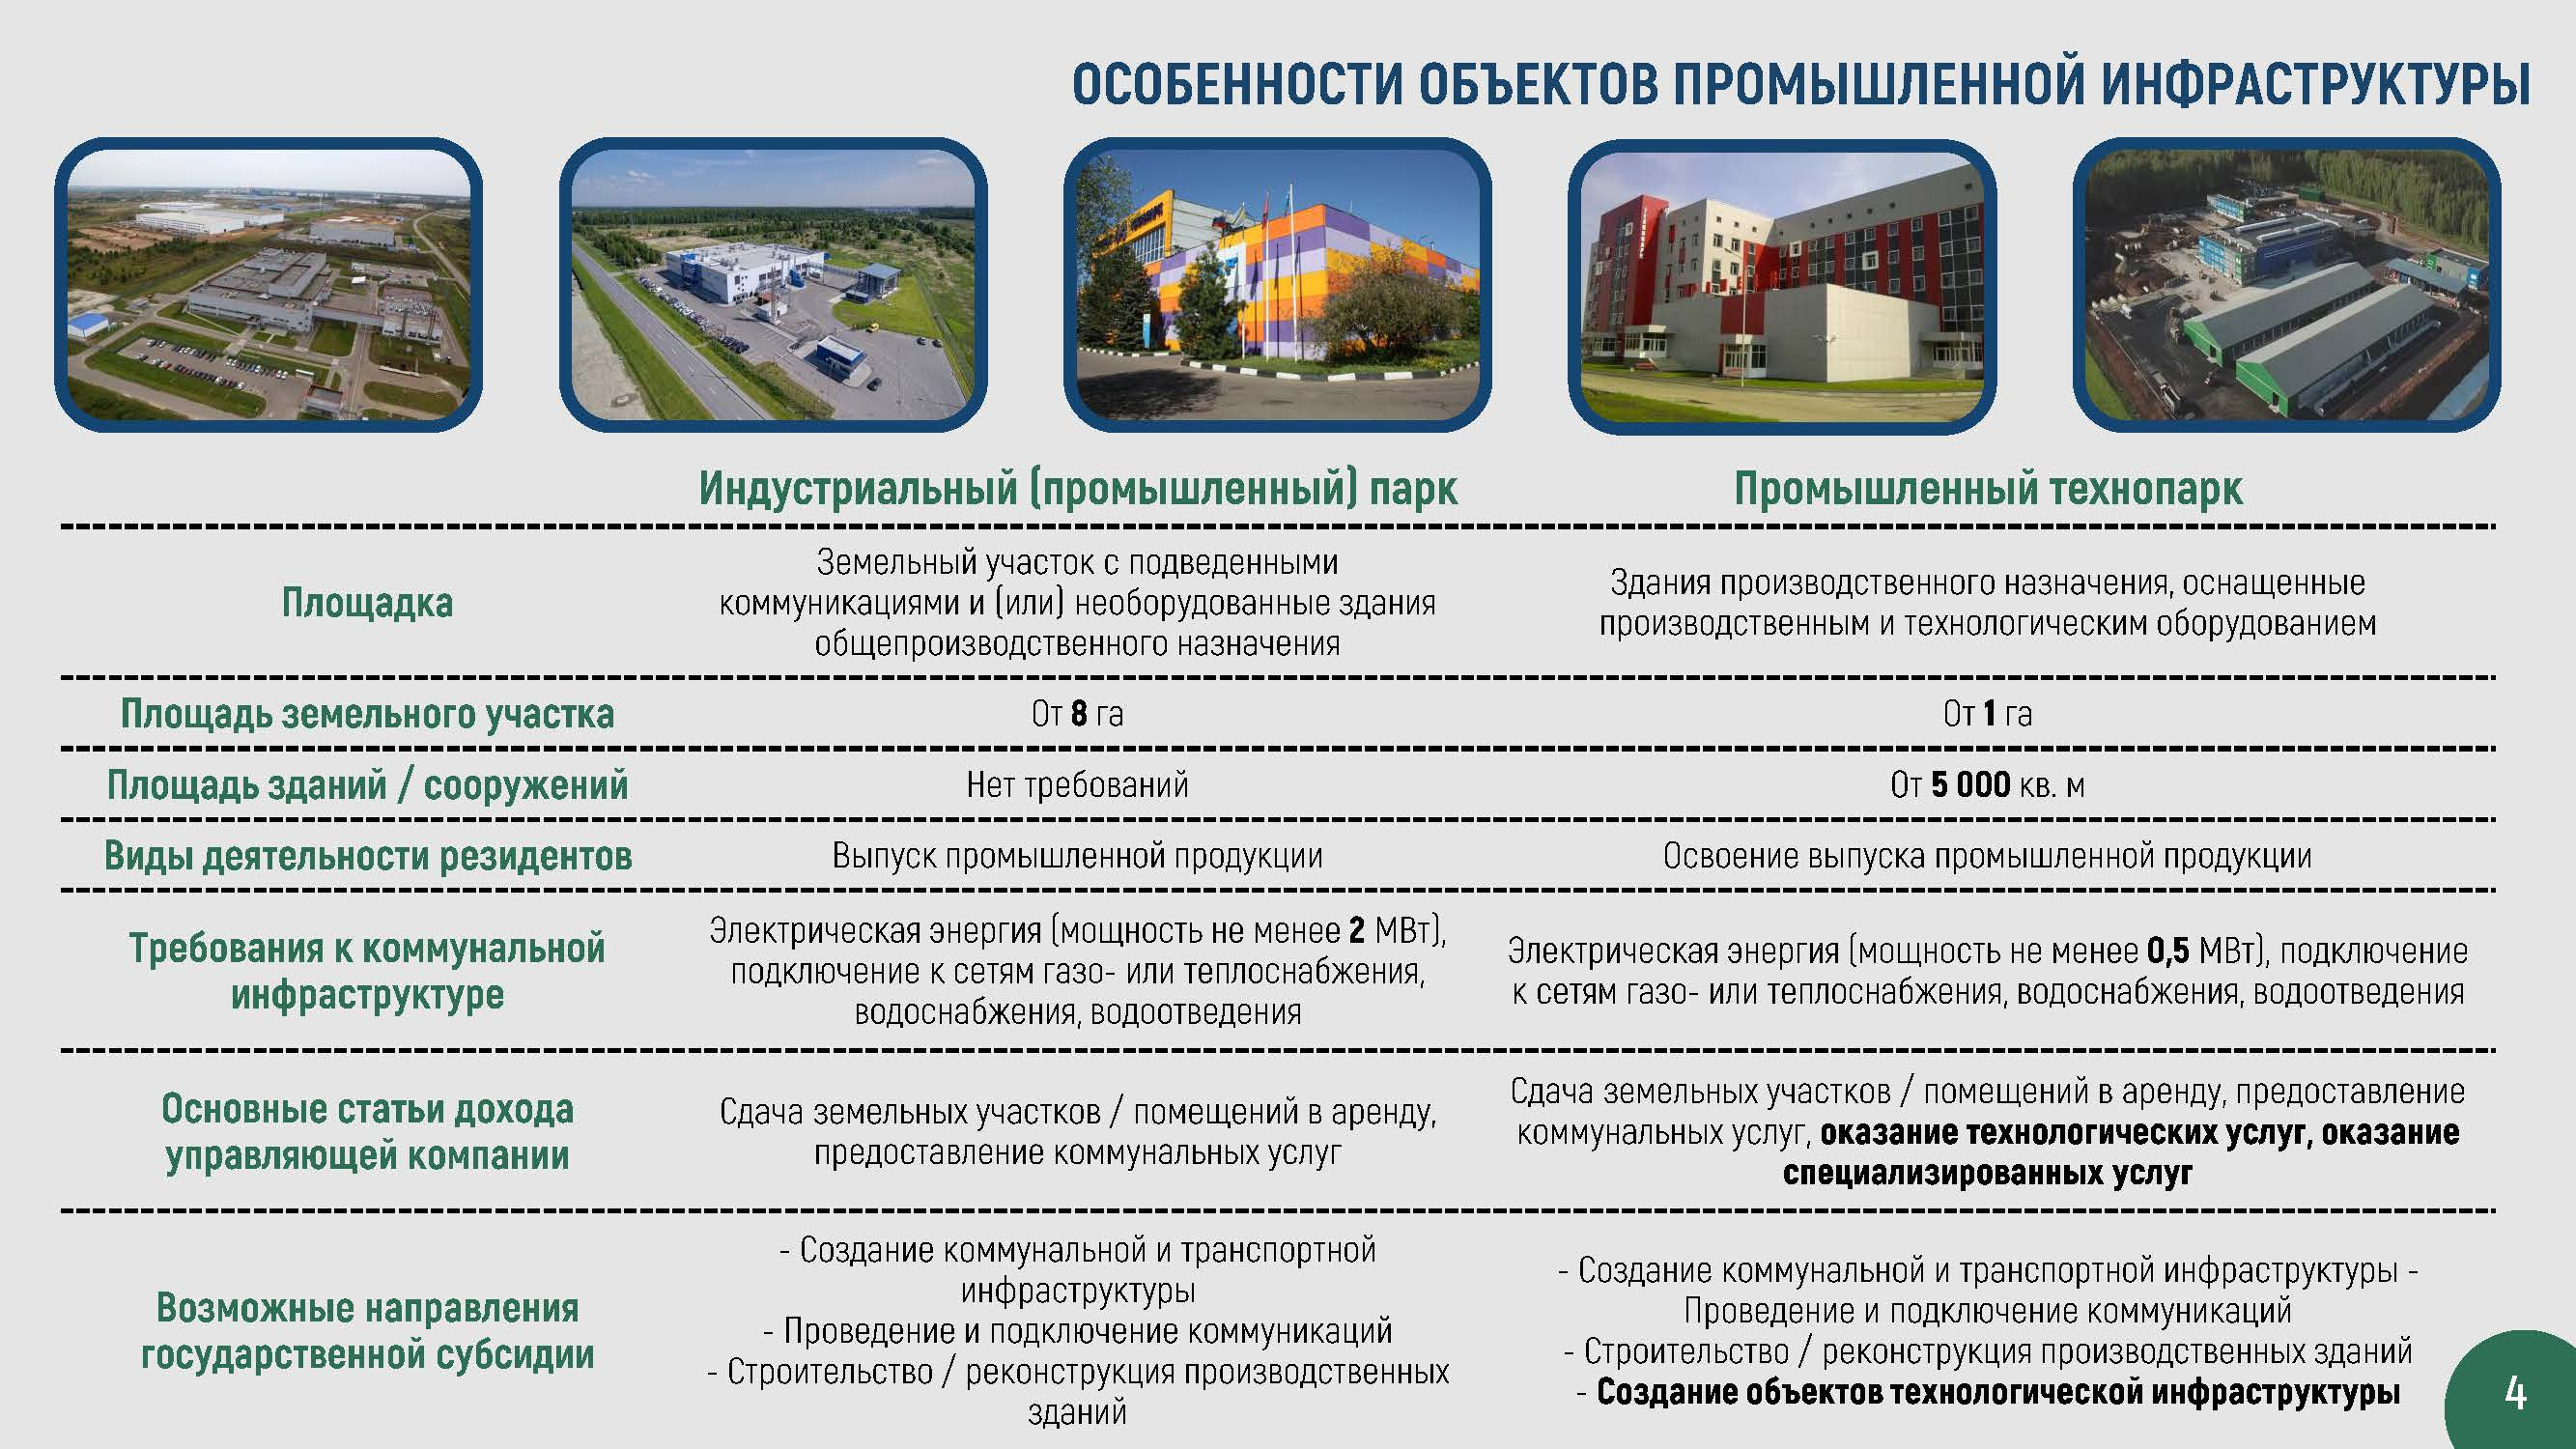 ОСОБЕННОСТИ ОБЪЕКТОВ ПРОМЫШЛЕННОЙ ИНФРАСТРУКТУРЫ
ТЕХНОПАРК
Индустриальный (промышленный) парк
Промышленный технопарк
Площадка
Земельный участок с подведенными
коммуникациями и (или) необорудованные здания
общепроизводственного назначения
Здания производственного назначения, оснащенные
производственным и технологическим оборудованием
Площадь земельного участка
От 8 га
От 1 га
Площадь зданий / сооружений
Нет требований
От 5 000 кв. м
Виды деятельности резидентов
Выпуск промышленной продукции
Освоение выпуска промышленной продукции
Требования к коммунальной
инфраструктуре
Электрическая энергия (мощность не менее 2 МВт),
подключение к сетям газо- или теплоснабжения,
водоснабжения, водоотведения
Электрическая энергия (мощность не менее 0,5 МВт), подключение
к сетям газо- или теплоснабжения, водоснабжения, водоотведения
Основные статьи дохода
управляющей компании
Сдача земельных участков / помещений в аренду,
предоставление коммунальных услуг
Сдача земельных участков / помещений в аренду, предоставление
коммунальных услуг, оказание технологических услуг, оказание
специализированных услуг
Возможные направления
государственной субсидии
- Создание коммунальной и транспортной
инфраструктуры
- Проведение и подключение коммуникаций
- Строительство / реконструкция производственных
зданий
- Создание коммунальной и транспортной инфраструктуры -
Проведение и подключение коммуникаций
- Строительство / реконструкция производственных зданий
- Создание объектов технологической инфраструктуры
4